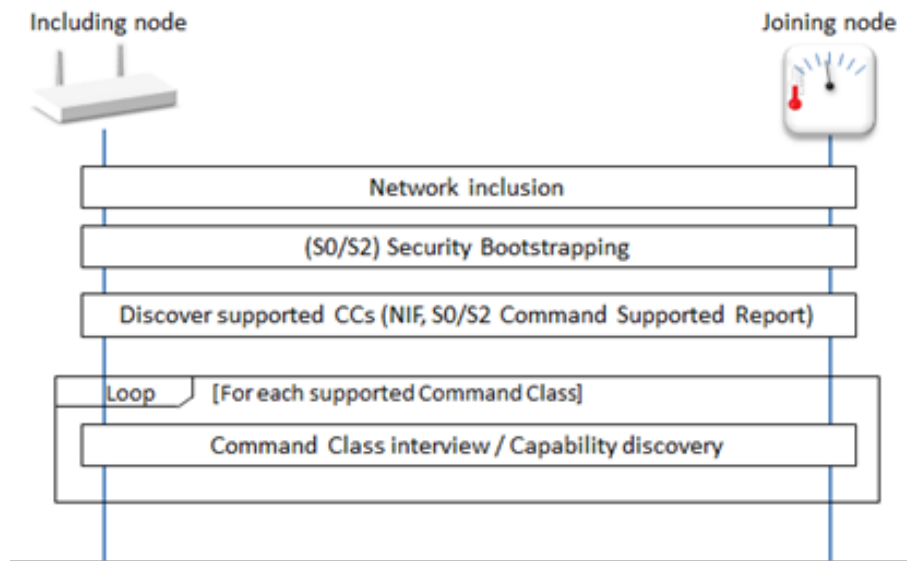 Including node
Joining node
Network inclusion
(S0/S2) Security Bootstrapping
Discover supported CCs (NIF, S0/S2 Command Supported Report)
Loop
[For each supported Command Class]
Command Class interview / Capability discovery